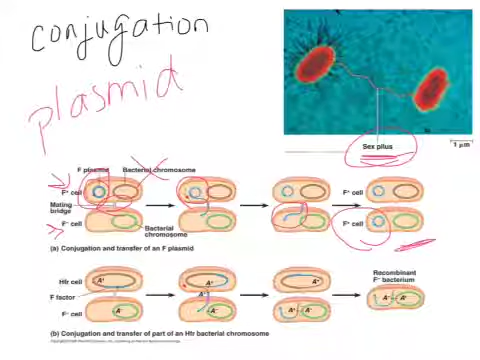 conjugation
plasmid
Sex pilus
1 µm
F plasmid
Bacterial chromosome
F⁺ cell
F⁺ cell
Mating
bridge
F⁻ cell
F⁺ cell
Bacterial
chromosome
(a) Conjugation and transfer of an F plasmid
Hfr cell
A⁺
A⁺
A⁺
Recombinant
F⁻ bacterium
F factor
A⁺
F⁻ cell
A⁻
A⁻
A⁺
A⁻
A⁻
A⁺
(b) Conjugation and transfer of part of an Hfr bacterial chromosome